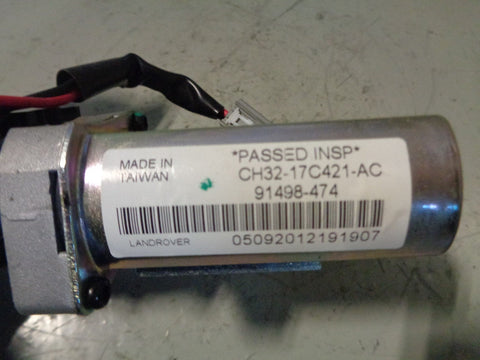 MADE IN
TAIWAN
*PASSED INSP*
CH32-17C421-AC
91498-474
LANDROVER
05092012191907